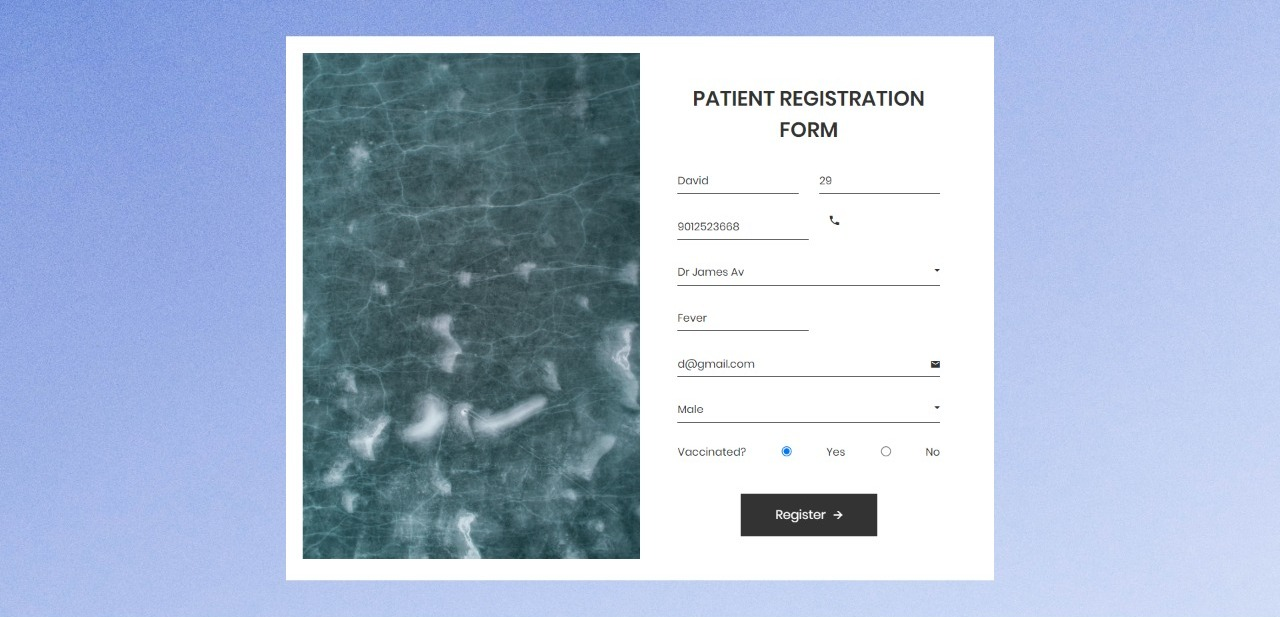 PATIENT REGISTRATION
FORM
David 29
9012523668
Dr James Av
Fever
d@gmail.com
Male
Vaccinated? Yes No
Register →